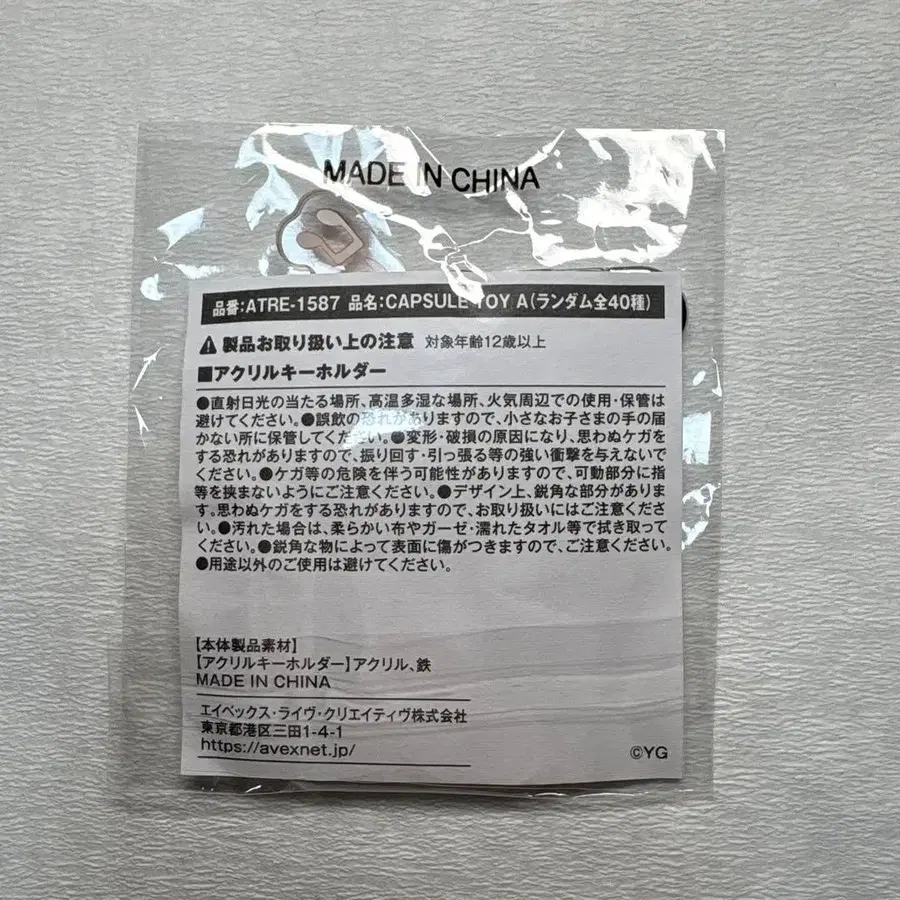 MADE IN CHINA
品番:ATRE-1587 品名:CAPSULE TOY A(ランダム全40種)
製品お取り扱い上の注意 対象年齢12歳以上
■アクリルキーホルダー
●直射日光の当たる場所、高温多湿な場所、火気周辺での使用・保管は
避けてください。●誤飲の恐れがありますので、小さなお子さまの手の届
かない所に保管してください。●変形・破損の原因になり、思わぬケガを
する恐れがありますので、振り回す・引っ張る等の強い衝撃を与えないで
ください。●ケガ等の危険を伴う可能性がありますので、可動部分に指
等を挟まないようにご注意ください。●デザイン上、鋭角な部分がありま
す。思わぬケガをする恐れがありますので、お取り扱いにはご注意くださ
い。●汚れた場合は、柔らかい布やガーゼ・濡れたタオル等で拭き取って
ください。●鋭角な物によって表面に傷がつきますので、ご注意ください。
●用途以外のご使用は避けてください。
【本体製品素材】
【アクリルキーホルダー】アクリル、鉄
MADE IN CHINA
エイベックス・ライヴ・クリエイティヴ株式会社
東京都港区三田1-4-1
https://avexnet.jp/
©YG